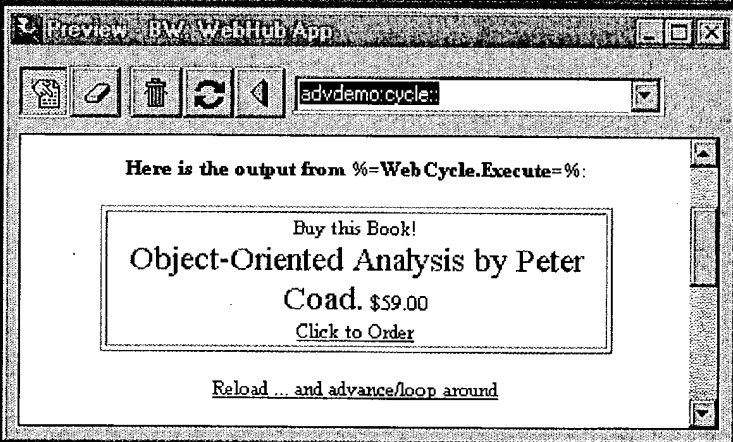 Preview - BW. WebHub App
advdemo:cycle::
Here is the output from %=WebCycle.Execute=%:
Buy this Book!
Object-Oriented Analysis by Peter
Coad. $59.00
Click to Order
Reload ... and advance/loop around